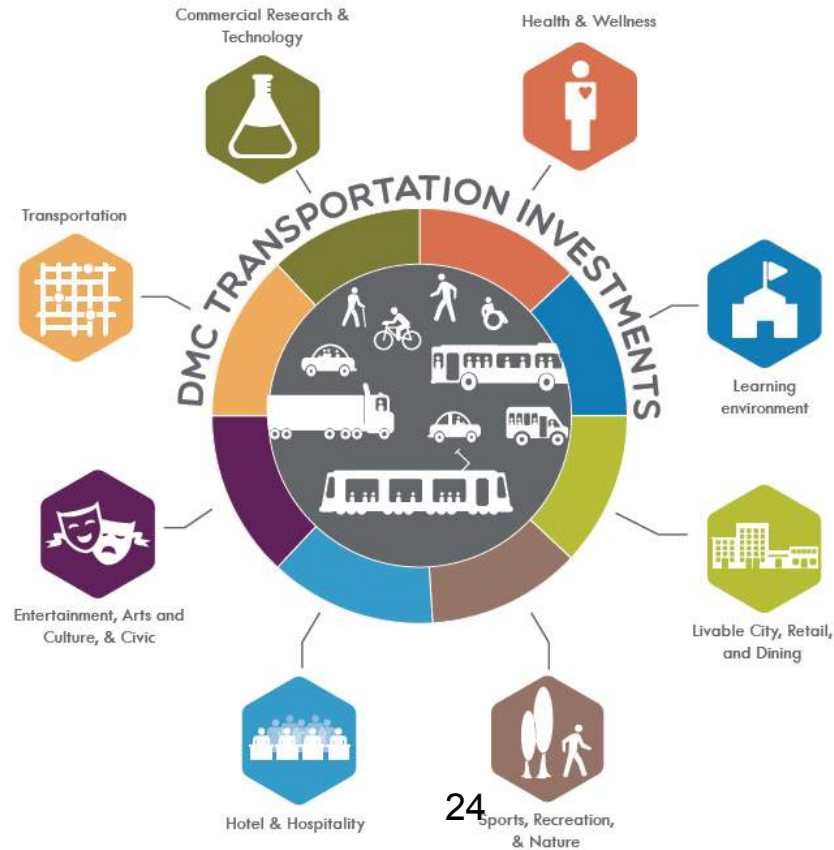 Commercial Research &
Technology
Health & Wellness
DMC TRANSPORTATION INVESTMENTS
Transportation
Learning
environment
Entertainment, Arts and
Culture, & Civic
Livable City, Retail,
and Dining
Hotel & Hospitality
24
Sports, Recreation,
& Nature